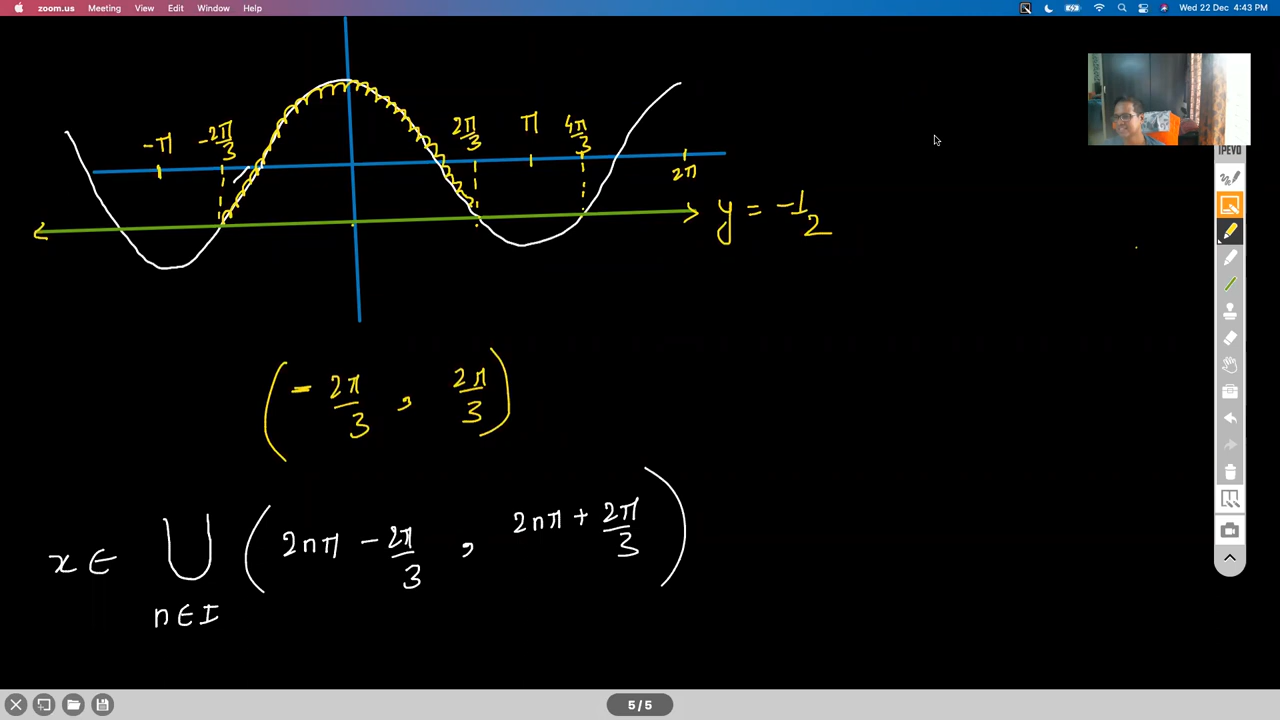 zoom.us Meeting View Edit Window Help Wed 22 Dec 4:43 PM
IPEVO
-π -2π/3 2π/3 π 4π/3 2π
y = -1/2
(-2π/3 , 2π/3)
x ∈ ⋃ (2nπ - 2π/3 , 2nπ + 2π/3)
n ∈ I
5/5